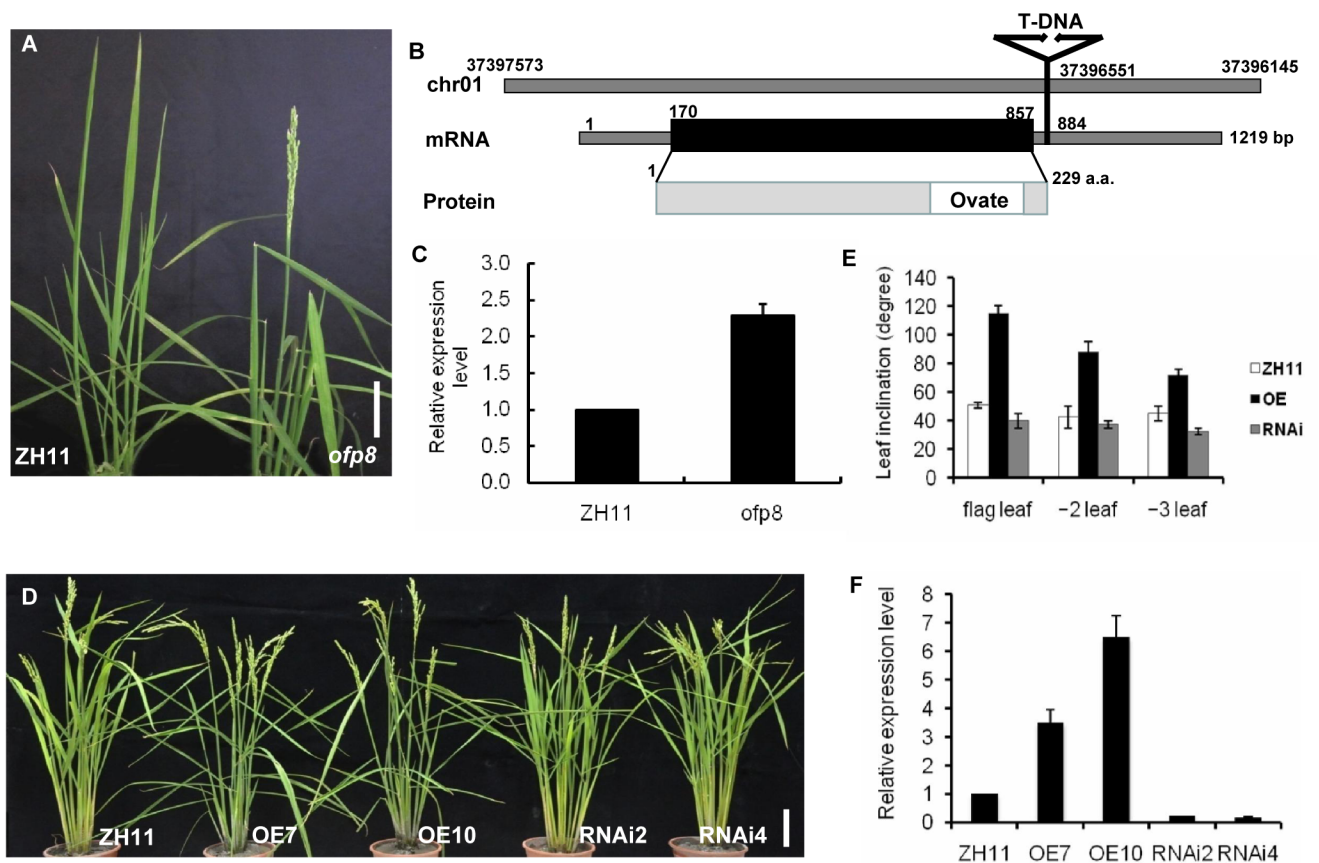 A
ZH11
ofp8
B
T-DNA
37397573
37396551
37396145
chr01
170
857
1
884
mRNA
1219 bp
1
229 a.a.
Protein
Ovate
C
Relative expression
level
3.0
2.5
2.0
1.5
1.0
0.5
0.0
ZH11
ofp8
E
Leaf inclination (degree)
140
120
100
80
60
40
20
0
flag leaf
−2 leaf
−3 leaf
ZH11
OE
RNAi
D
ZH11
OE7
OE10
RNAi2
RNAi4
F
Relative expression level
8
7
6
5
4
3
2
1
0
ZH11
OE7
OE10
RNAi2
RNAi4